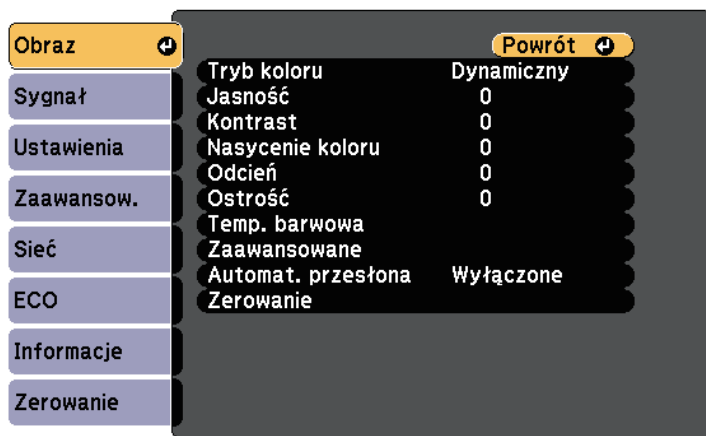 Obraz
Sygnał
Ustawienia
Zaawansow.
Sieć
ECO
Informacje
Zerowanie
Powrót
Tryb koloru Dynamiczny
Jasność 0
Kontrast 0
Nasycenie koloru 0
Odcień 0
Ostrość 0
Temp. barwowa
Zaawansowane
Automat. przesłona Wyłączone
Zerowanie